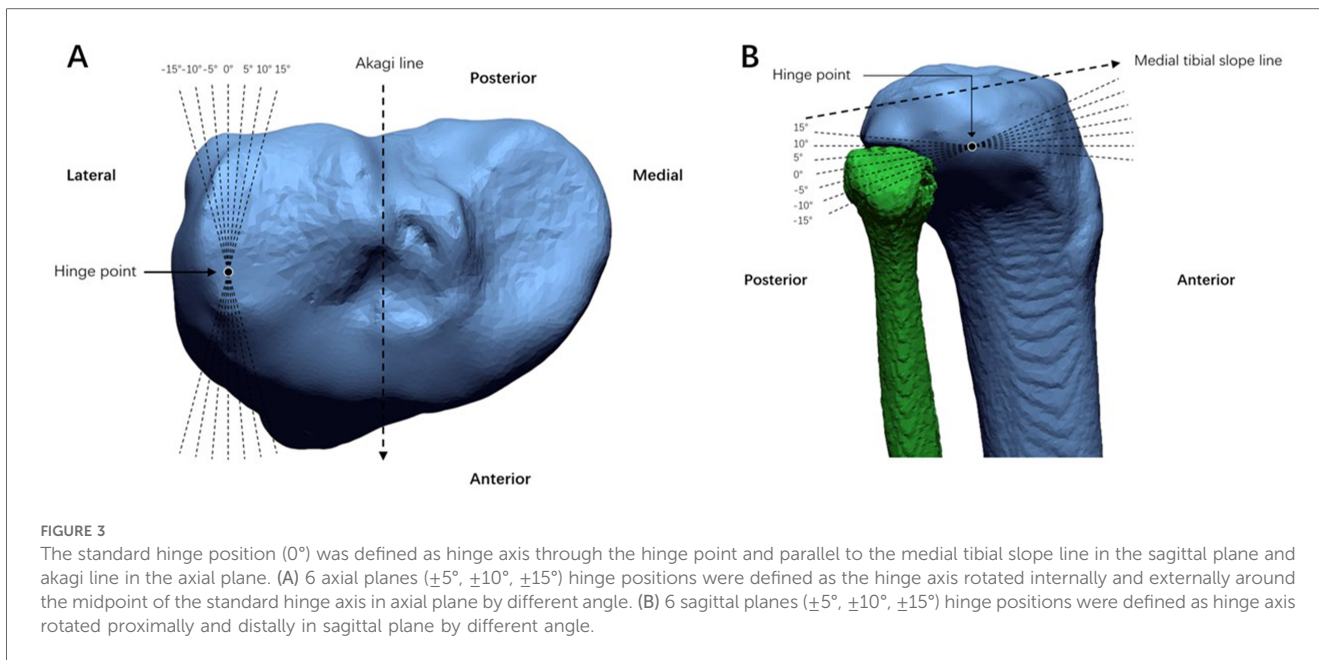 A
-15°-10°-5° 0° 5° 10° 15°
Akagi line
Posterior
Lateral
Medial
Hinge point
Anterior
B
Hinge point
Medial tibial slope line
15°
10°
5°
0°
-5°
-10°
-15°
Posterior
Anterior
FIGURE 3
The standard hinge position (0°) was defined as hinge axis through the hinge point and parallel to the medial tibial slope line in the sagittal plane and
akagi line in the axial plane. (A) 6 axial planes (±5°, ±10°, ±15°) hinge positions were defined as the hinge axis rotated internally and externally around
the midpoint of the standard hinge axis in axial plane by different angle. (B) 6 sagittal planes (±5°, ±10°, ±15°) hinge positions were defined as hinge axis
rotated proximally and distally in sagittal plane by different angle.